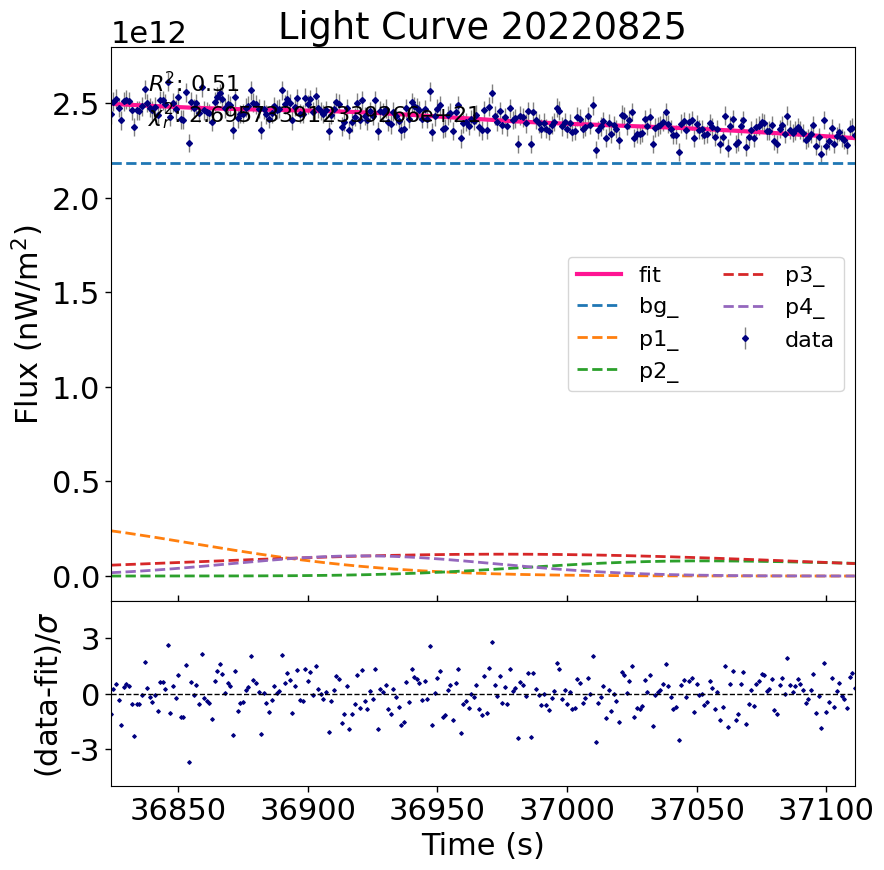 Light Curve 20220825
1e12
R²: 0.51
2.5
2.0
1.5
1.0
0.5
0.0
Flux (nW/m²)
fit
bg_
p1_
p2_
p3_
p4_
data
3
0
-3
(data-fit)/σ
36850 36900 36950 37000 37050 37100
Time (s)